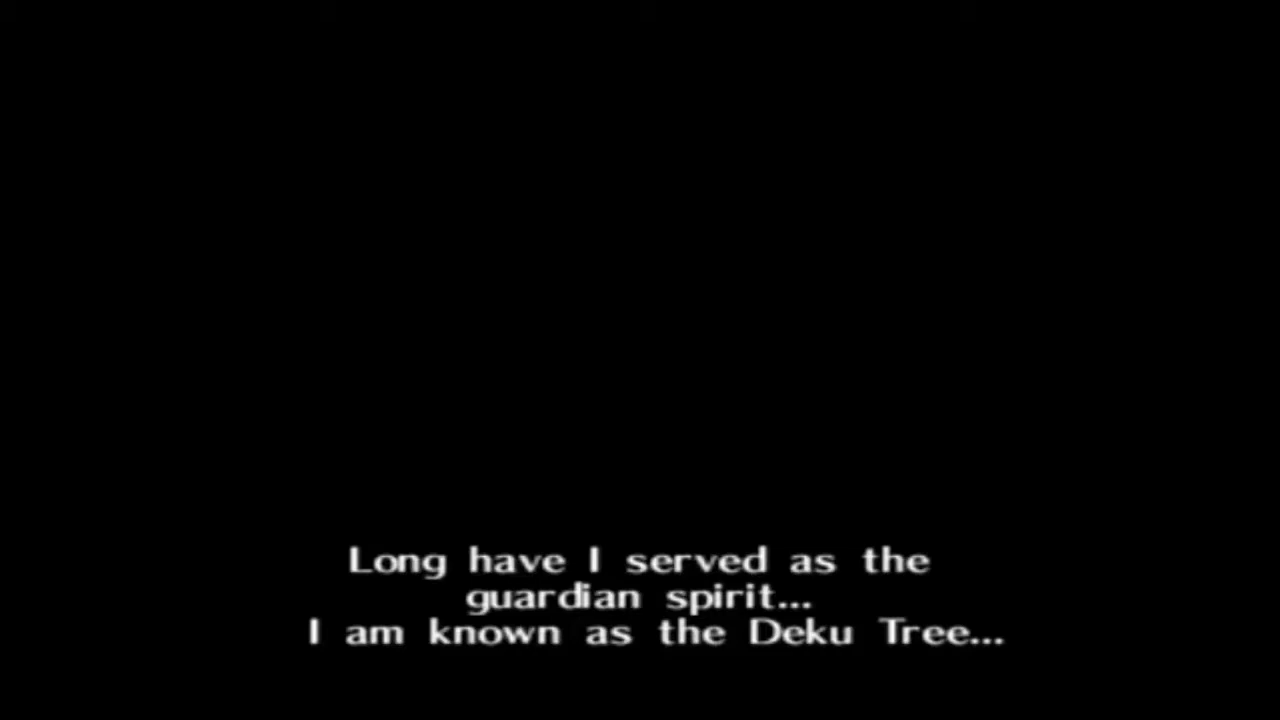 Long have I served as the
guardian spirit...
I am known as the Deku Tree...